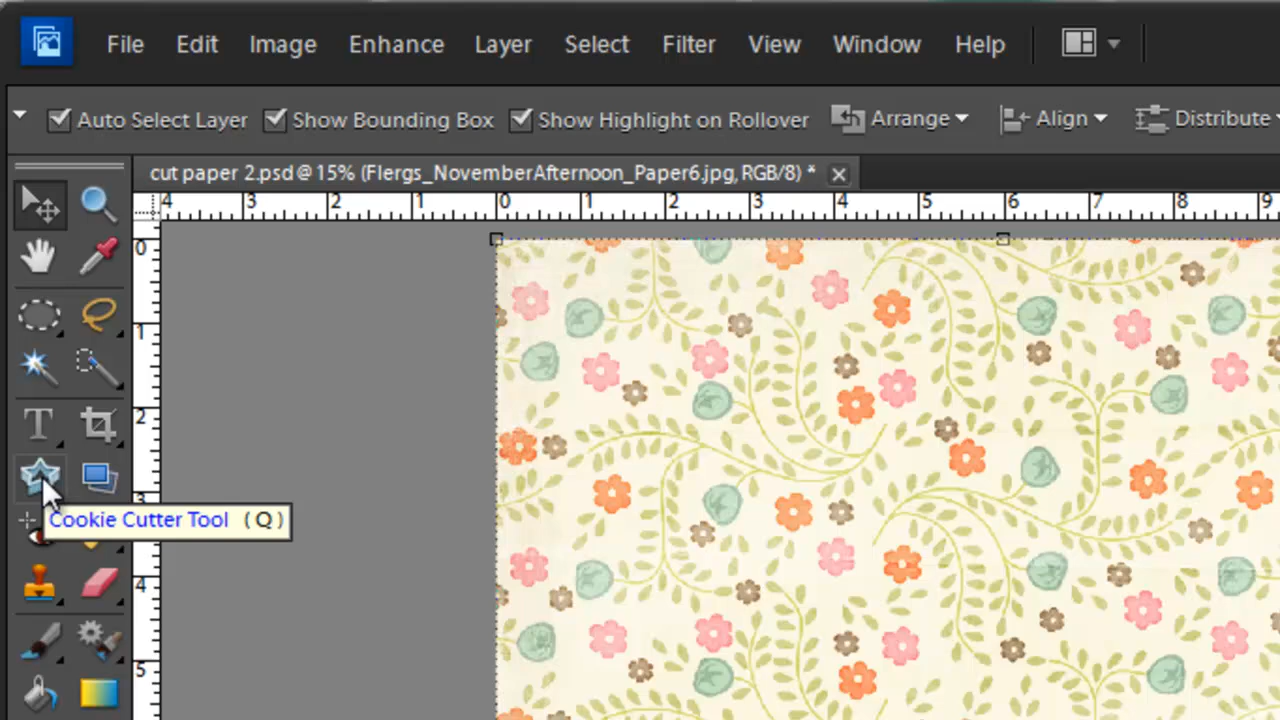 File Edit Image Enhance Layer Select Filter View Window Help
Auto Select Layer Show Bounding Box Show Highlight on Rollover Arrange Align Distribute
cut paper 2.psd @ 15% (Flergs_NovemberAfternoon_Paper6.jpg, RGB/8) *
4 3 2 1 0 1 2 3 4 5 6 7 8 9
0
1
2
T
3
Cookie Cutter Tool (Q)
4
5